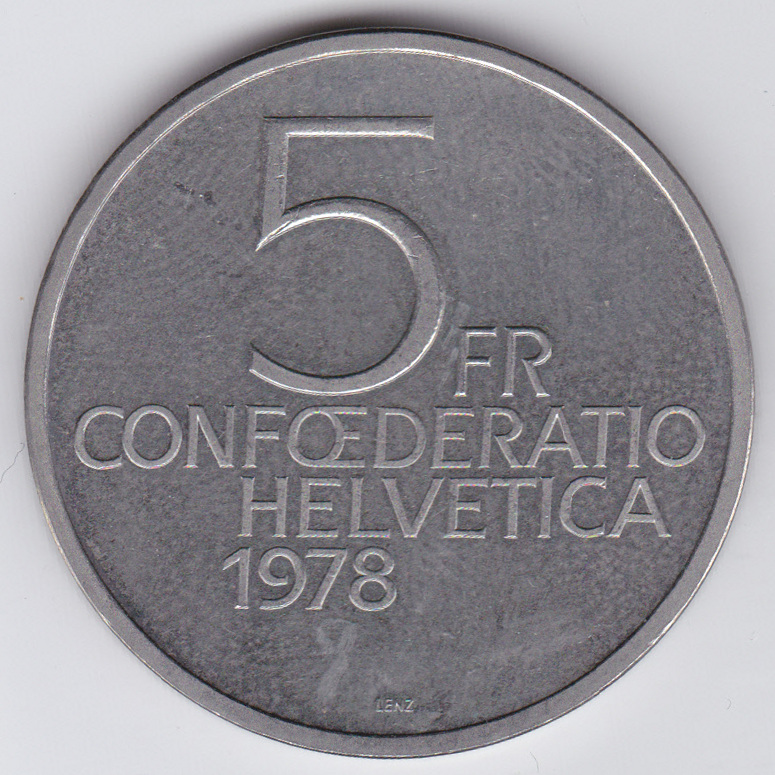 5 FR
CONFŒDERATIO
HELVETICA
1978
LENZ